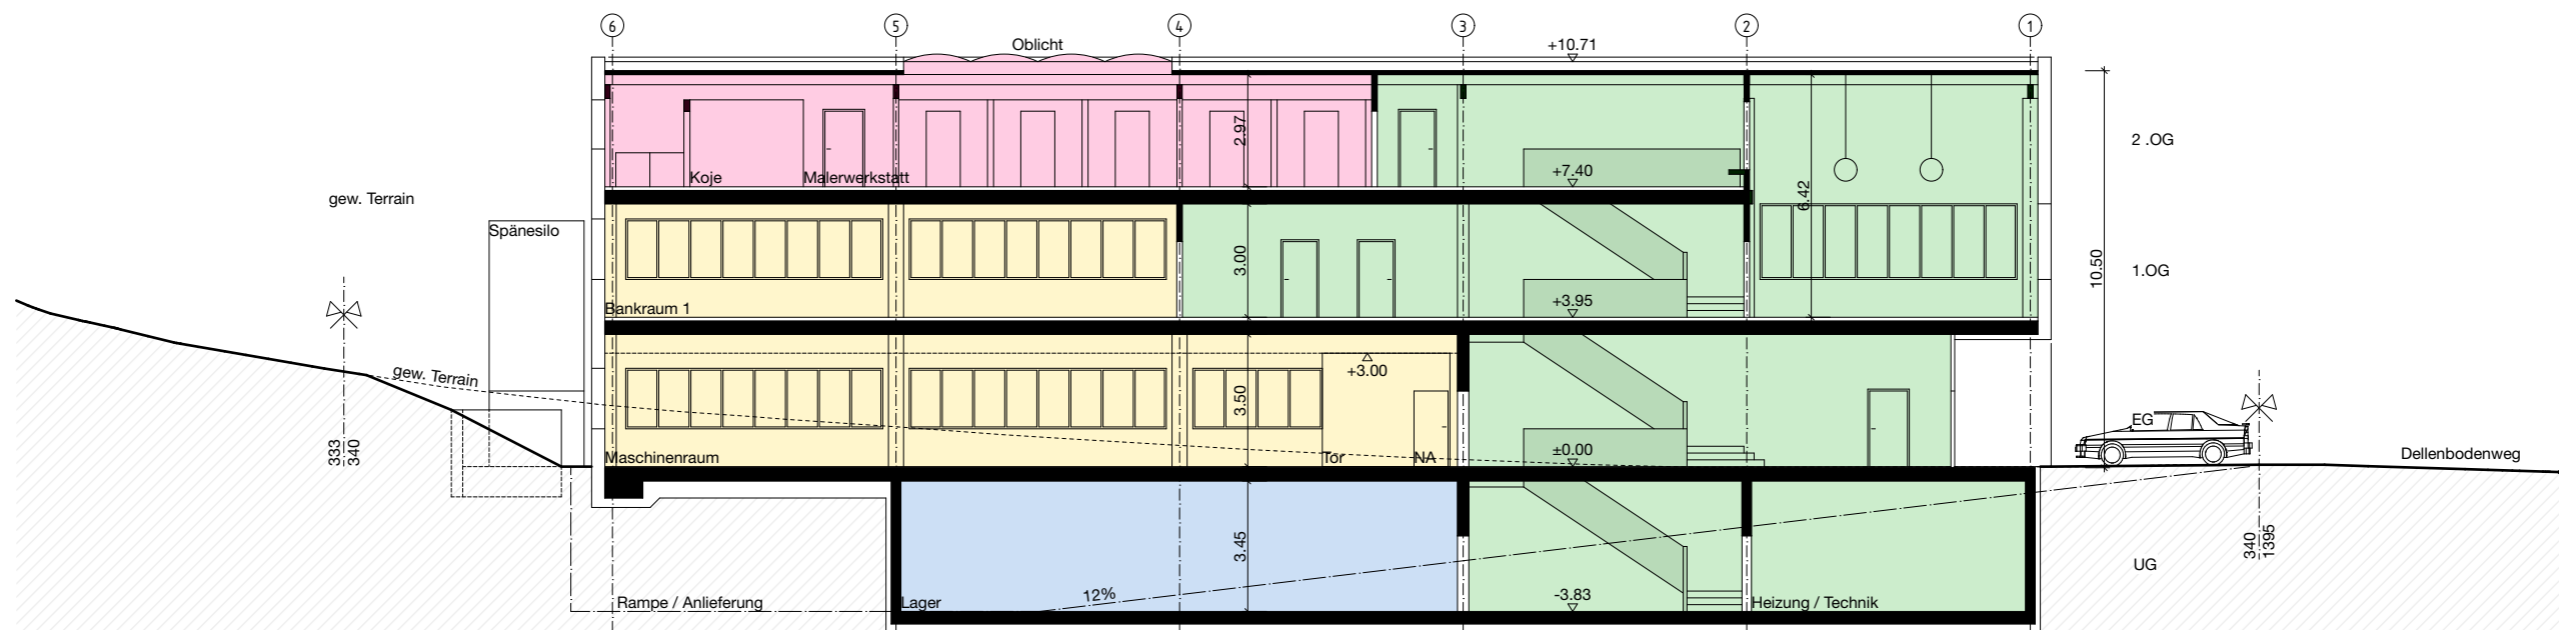 6
5
4
3
2
1
Oblicht
+10.71
2.97
2 .OG
Koje
Malerwerkstatt
+7.40
6.42
gew. Terrain
Spänesilo
3.00
10.50
1.OG
Bankraum 1
+3.95
gew. Terrain
+3.00
3.50
EG
333
340
Maschinenraum
Tor
NA
±0.00
Dellenbodenweg
3.45
340
1395
UG
Rampe / Anlieferung
Lager
12%
-3.83
Heizung / Technik